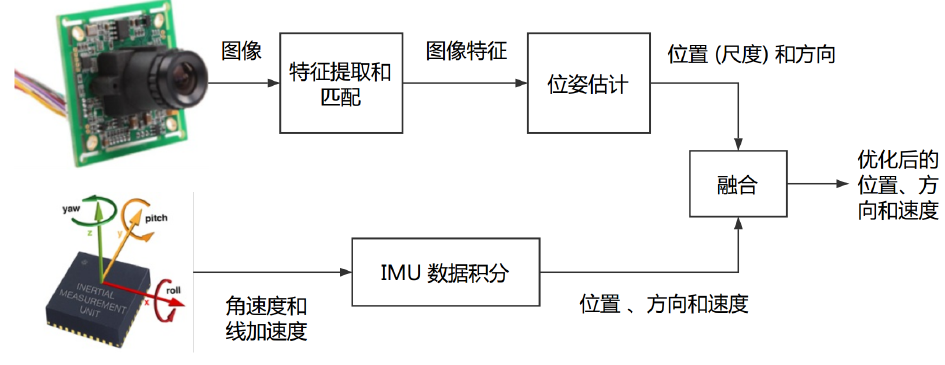 图像
特征提取和
匹配
图像特征
位姿估计
位置 (尺度) 和方向
融合
优化后的
位置、方
向和速度
yaw
z
y
pitch
roll
x
INERTIAL
MEASUREMENT
UNIT
角速度和
线加速度
IMU 数据积分
位置 、方向和速度